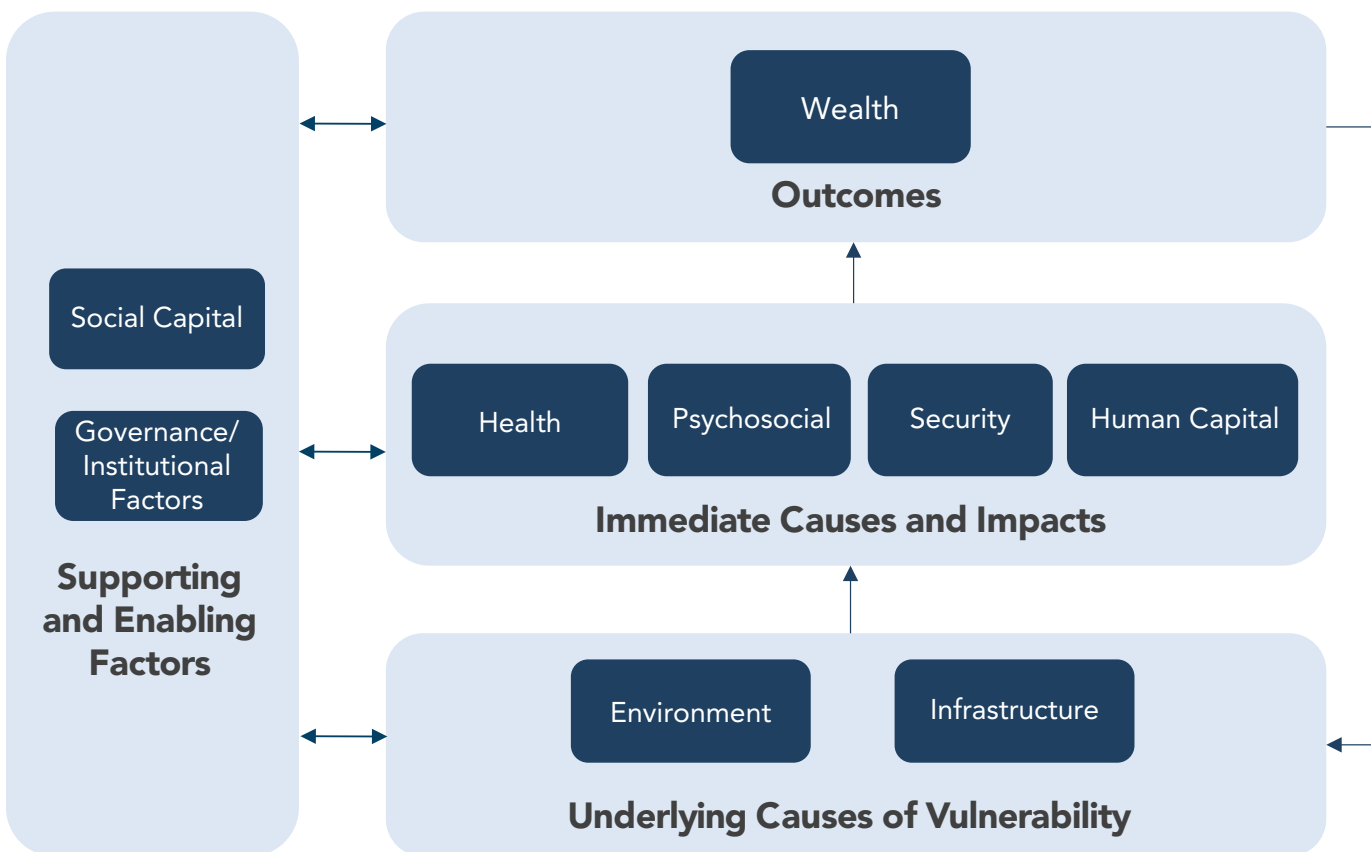 Wealth
Outcomes
Social Capital
Governance/
Institutional
Factors
Supporting
and Enabling
Factors
Health
Psychosocial
Security
Human Capital
Immediate Causes and Impacts
Environment
Infrastructure
Underlying Causes of Vulnerability